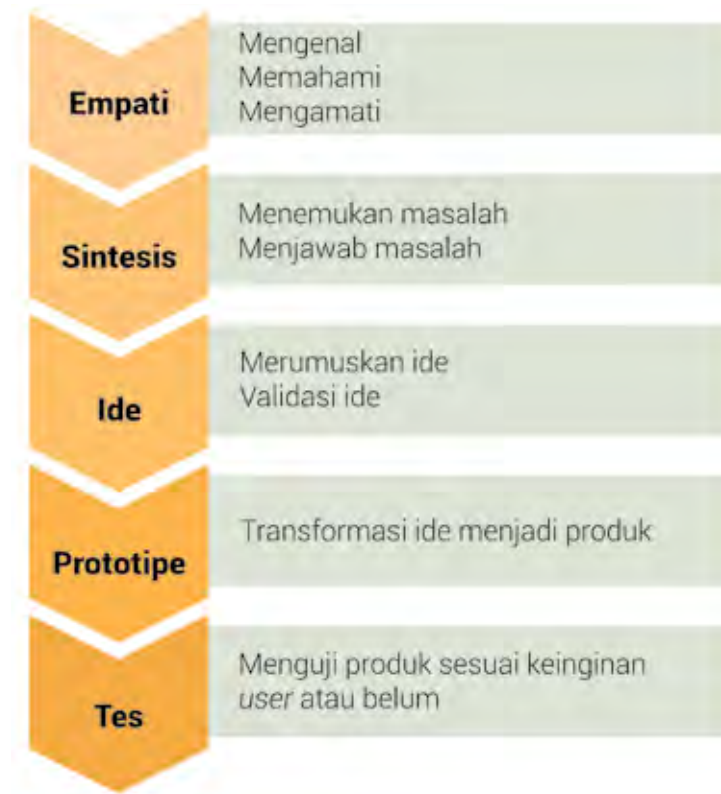 Empati
Mengenal
Memahami
Mengamati
Sintesis
Menemukan masalah
Menjawab masalah
Ide
Merumuskan ide
Validasi ide
Prototipe
Transformasi ide menjadi produk
Tes
Menguji produk sesuai keinginan
user atau belum